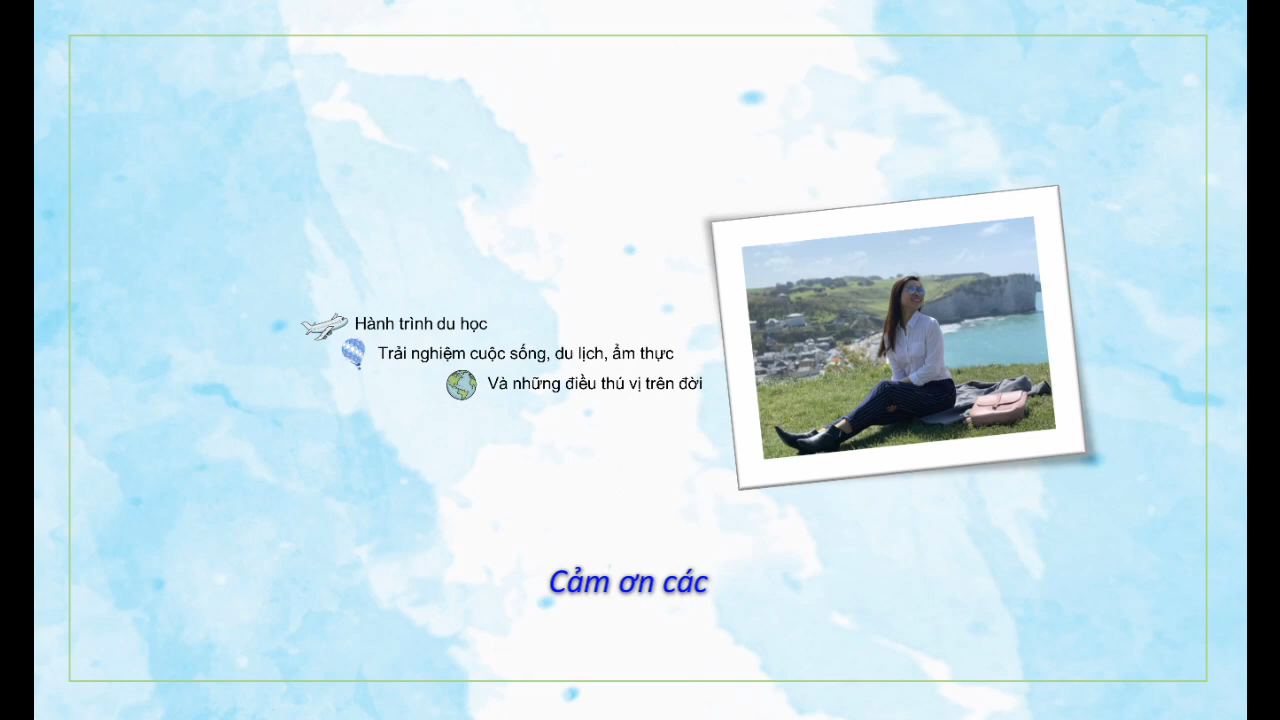 Hành trình du học
Trải nghiệm cuộc sống, du lịch, ẩm thực
Và những điều thú vị trên đời
Cảm ơn các